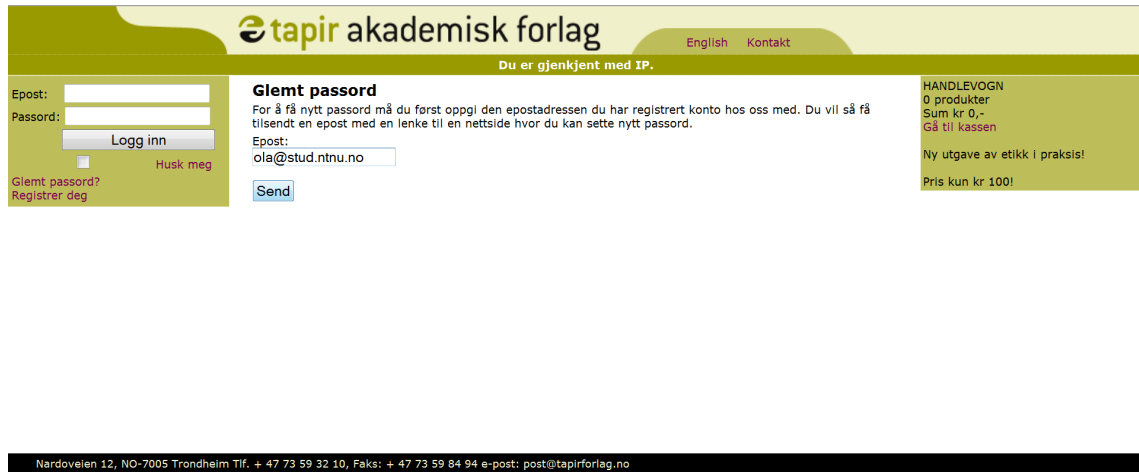 e tapir akademisk forlag
English Kontakt
Du er gjenkjent med IP.
Epost:
Passord:
Logg inn
Husk meg
Glemt passord?
Registrer deg
Glemt passord
For å få nytt passord må du først oppgi den epostadressen du har registrert konto hos oss med. Du vil så få
tilsendt en epost med en lenke til en nettside hvor du kan sette nytt passord.
Epost:
ola@stud.ntnu.no
Send
HANDLEVOGN
0 produkter
Sum kr 0,-
Gå til kassen
Ny utgave av etikk i praksis!
Pris kun kr 100!
Nardoveien 12, NO-7005 Trondheim Tlf. + 47 73 59 32 10, Faks: + 47 73 59 84 94 e-post: post@tapirforlag.no